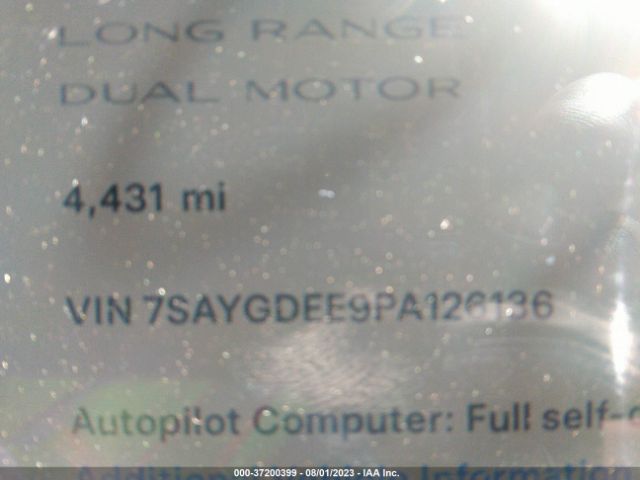 LONG RANGE
DUAL MOTOR
4,431 mi
VIN 7SAYGDEE9PA126136
Autopilot Computer: Full self-d
Information
000-37200399 - 08/01/2023 - IAA Inc.